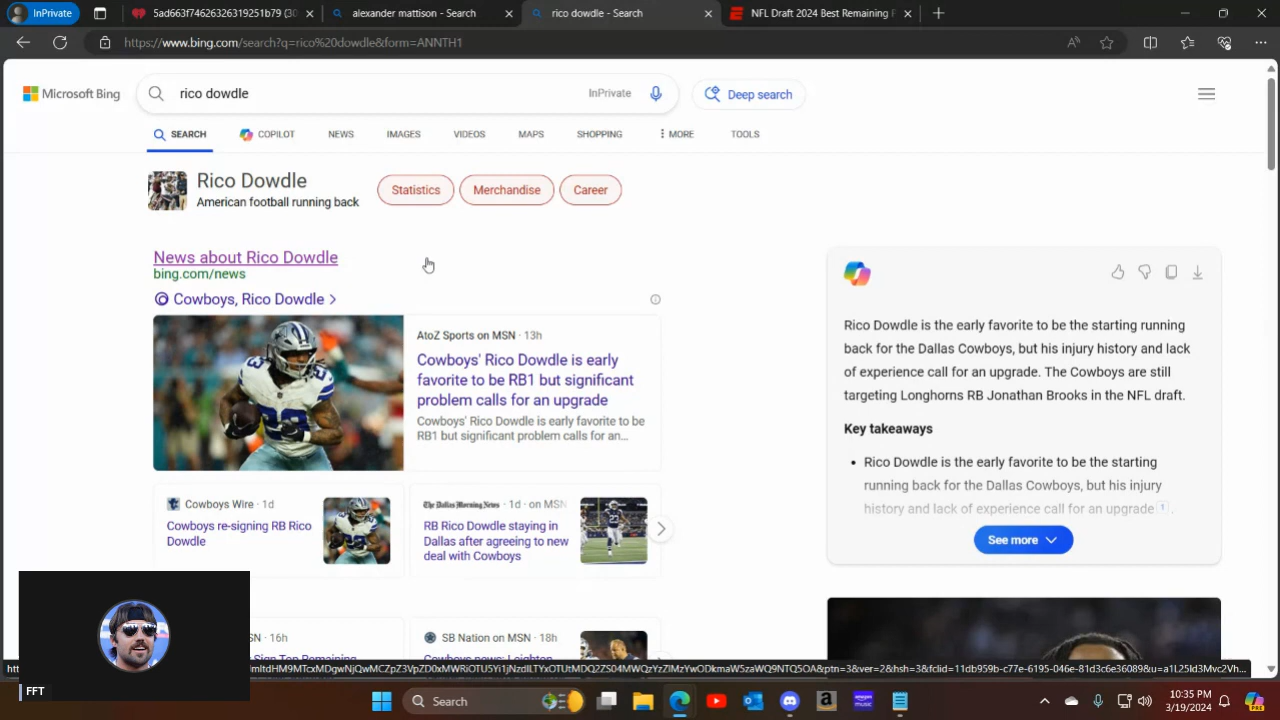 InPrivate
5ad663f74626326319251b79 (30
alexander mattison - Search
rico dowdle - Search
NFL Draft 2024 Best Remaining F
https://www.bing.com/search?q=rico%20dowdle&form=ANNTH1
Microsoft Bing
rico dowdle
InPrivate
Deep search
SEARCH
COPILOT
NEWS
IMAGES
VIDEOS
MAPS
SHOPPING
MORE
TOOLS
Rico Dowdle
American football running back
Statistics
Merchandise
Career
News about Rico Dowdle
bing.com/news
Cowboys, Rico Dowdle >
AtoZ Sports on MSN · 13h
Cowboys' Rico Dowdle is early
favorite to be RB1 but significant
problem calls for an upgrade
Cowboys' Rico Dowdle is early favorite to be
RB1 but significant problem calls for an...
Cowboys Wire · 1d
Cowboys re-signing RB Rico
Dowdle
The Dallas Morning News · 1d · on MSN
RB Rico Dowdle staying in
Dallas after agreeing to new
deal with Cowboys
SN · 16h
Sign Top Remaining
SB Nation on MSN · 18h
Cowboys news: Leighton
Rico Dowdle is the early favorite to be the starting running
back for the Dallas Cowboys, but his injury history and lack
of experience call for an upgrade. The Cowboys are still
targeting Longhorns RB Jonathan Brooks in the NFL draft.
Key takeaways
• Rico Dowdle is the early favorite to be the starting
running back for the Dallas Cowboys, but his injury
history and lack of experience call for an upgrade 1 .
See more
FFT
Search
10:35 PM
3/19/2024